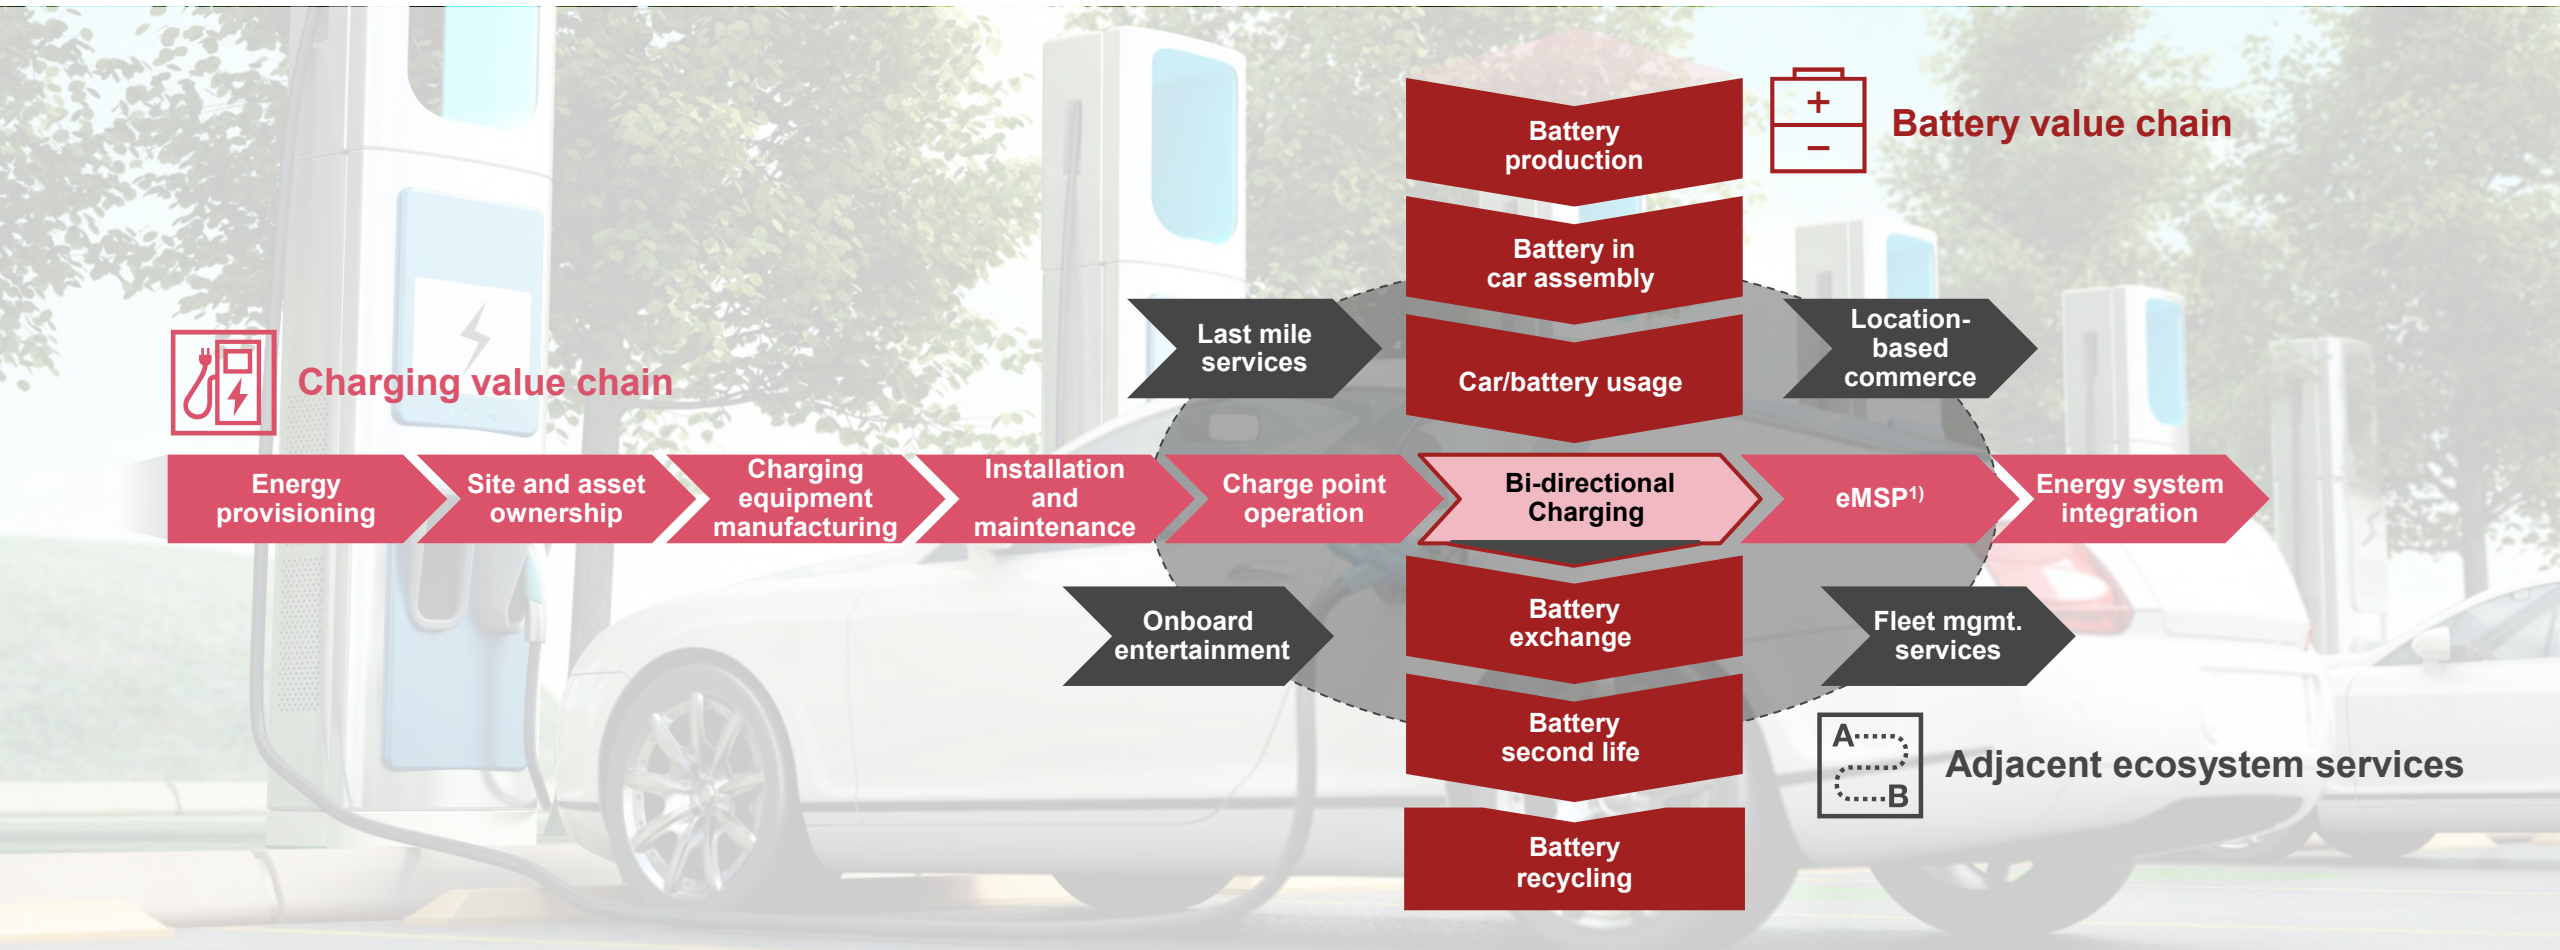 Battery
production
+
−
Battery value chain
Battery in
car assembly
Last mile
services
Location-
based
commerce
Charging value chain
Car/battery usage
Energy
provisioning
Site and asset
ownership
Charging
equipment
manufacturing
Installation
and
maintenance
Charge point
operation
Bi-directional
Charging
eMSP¹⁾
Energy system
integration
Onboard
entertainment
Battery
exchange
Fleet mgmt.
services
Battery
second life
A
B
Adjacent ecosystem services
Battery
recycling